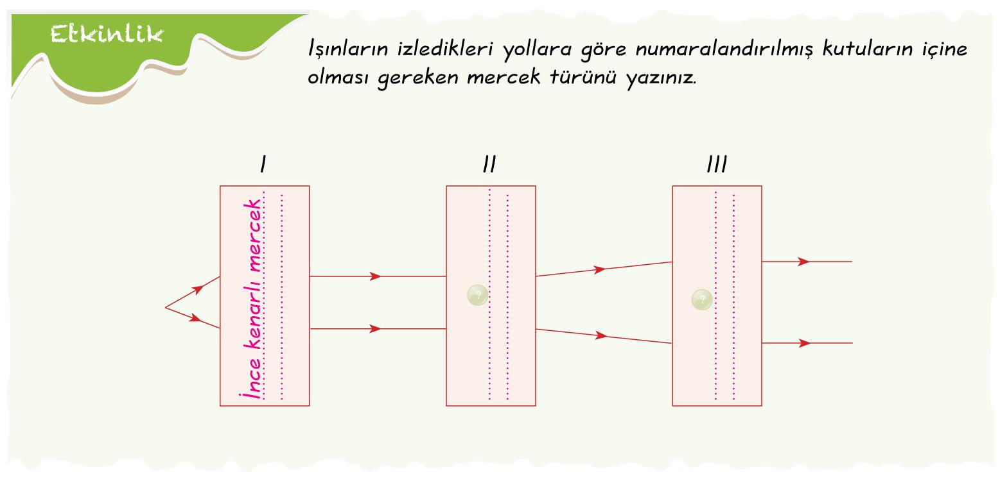 Etkinlik
Işınların izledikleri yollara göre numaralandırılmış kutuların içine
olması gereken mercek türünü yazınız.
I
II
III
İnce kenarlı mercek
?
?